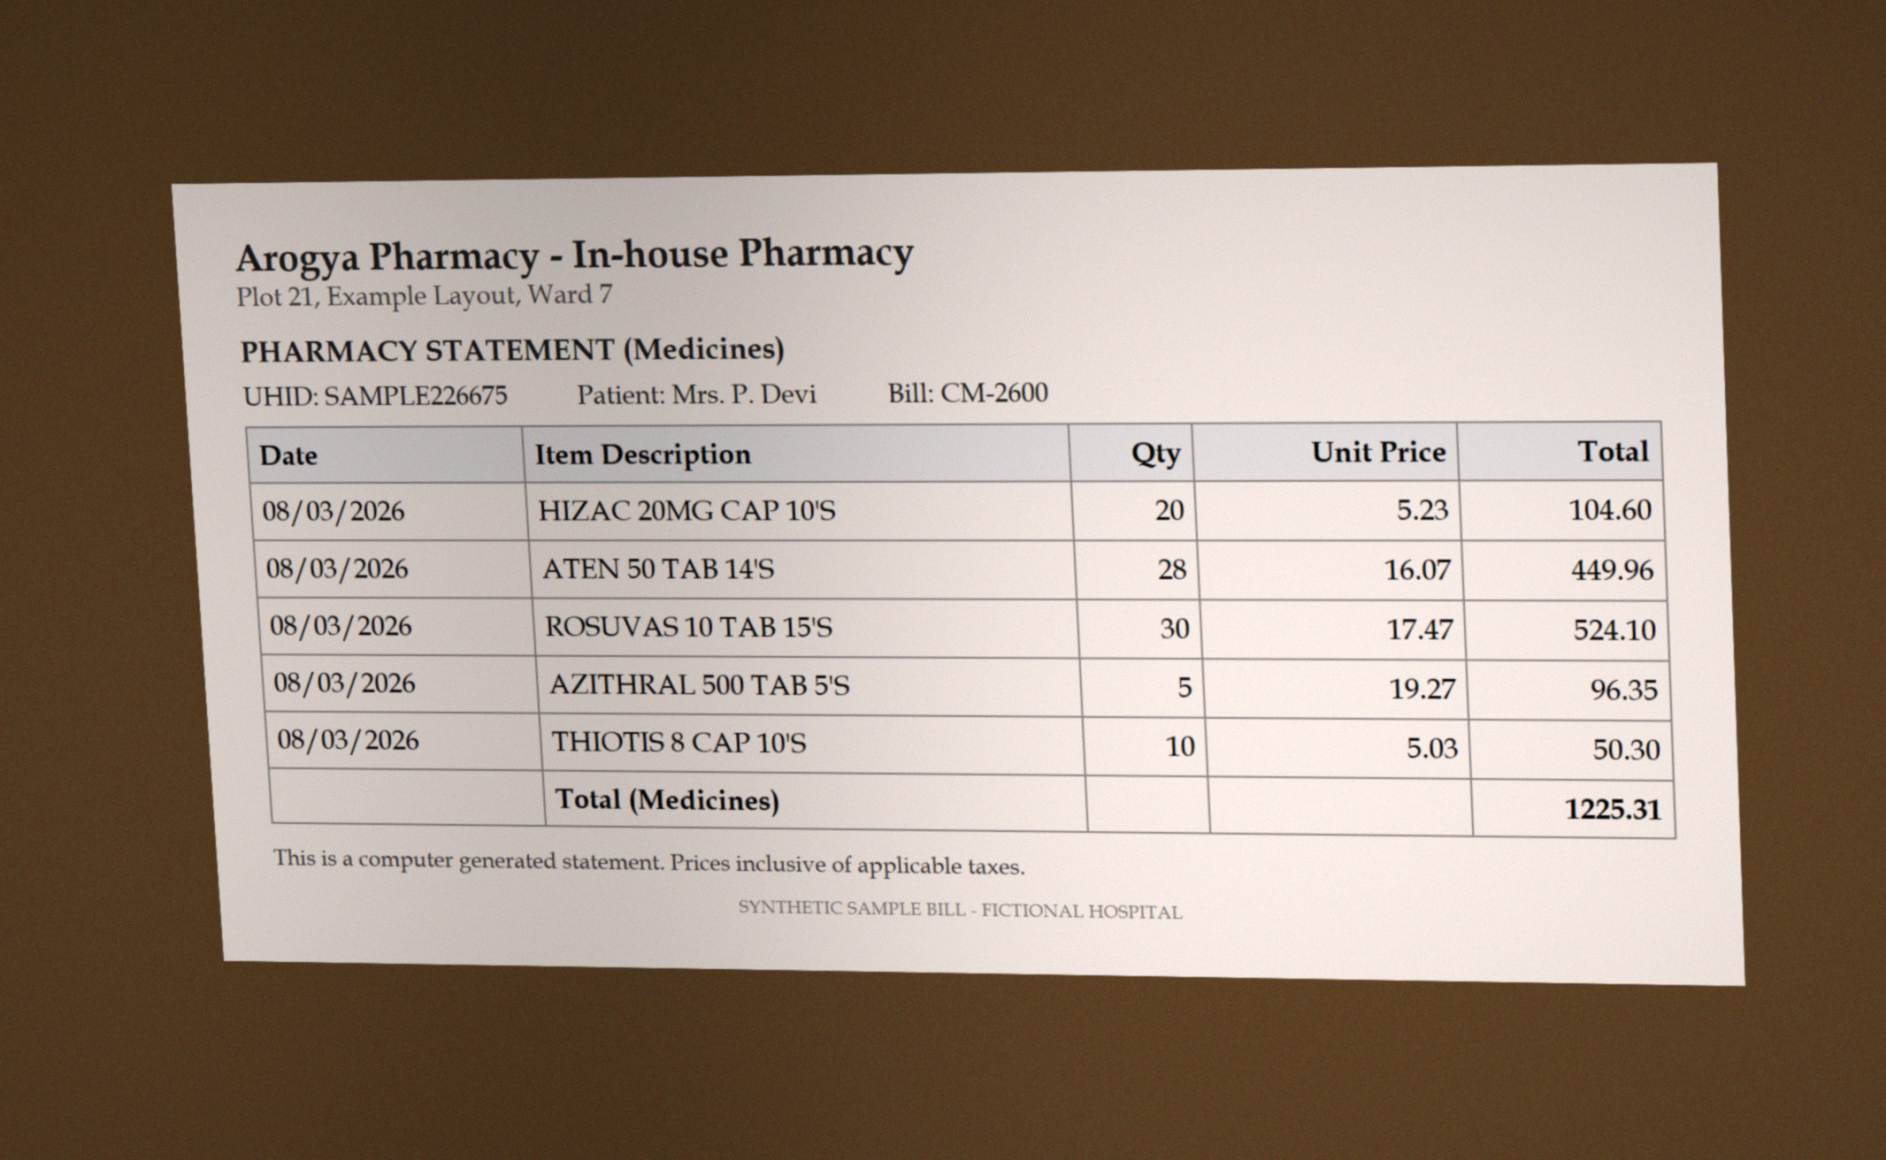 Arogya Pharmacy - In-house Pharmacy
Plot 21, Example Layout, Ward 7
PHARMACY STATEMENT (Medicines)
UHID: SAMPLE226675 Patient: Mrs. P. Devi Bill: CM-2600
Date Item Description Qty Unit Price Total
08/03/2026 HIZAC 20MG CAP 10'S 20 5.23 104.60
08/03/2026 ATEN 50 TAB 14'S 28 16.07 449.96
08/03/2026 ROSUVAS 10 TAB 15'S 30 17.47 524.10
08/03/2026 AZITHRAL 500 TAB 5'S 5 19.27 96.35
08/03/2026 THIOTIS 8 CAP 10'S 10 5.03 50.30
Total (Medicines) 1225.31
This is a computer generated statement. Prices inclusive of applicable taxes.
SYNTHETIC SAMPLE BILL - FICTIONAL HOSPITAL